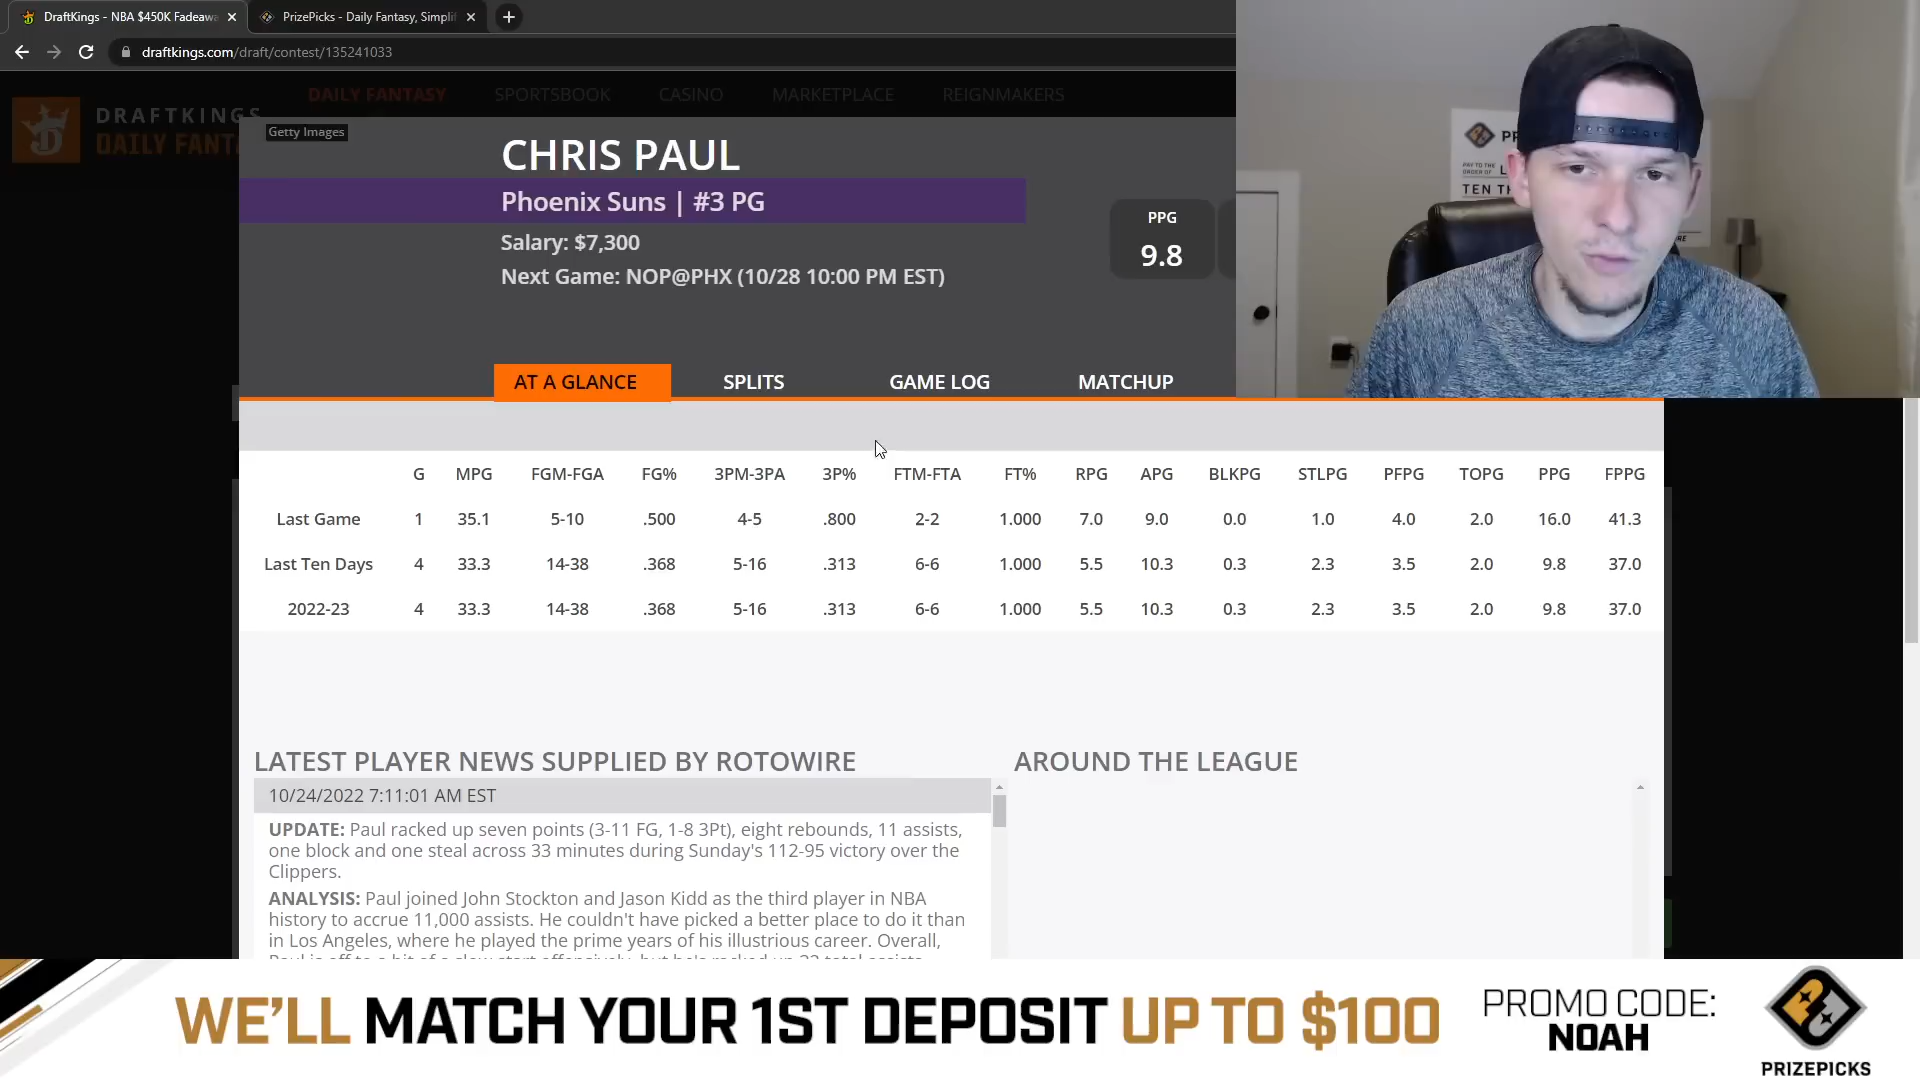 DraftKings - NBA $450K Fadeawa
PrizePicks - Daily Fantasy, Simplif
draftkings.com/draft/contest/135241033
DRAFTKINGS
DAILY FANT
DAILY FANTASY SPORTSBOOK CASINO MARKETPLACE REIGNMAKERS
Getty Images
CHRIS PAUL
Phoenix Suns | #3 PG
Salary: $7,300
Next Game: NOP@PHX (10/28 10:00 PM EST)
PPG
9.8
PAY TO THE
ORDER OF
TEN TH
AT A GLANCE SPLITS GAME LOG MATCHUP
G MPG FGM-FGA FG% 3PM-3PA 3P% FTM-FTA FT% RPG APG BLKPG STLPG PFPG TOPG PPG FPPG
Last Game 1 35.1 5-10 .500 4-5 .800 2-2 1.000 7.0 9.0 0.0 1.0 4.0 2.0 16.0 41.3
Last Ten Days 4 33.3 14-38 .368 5-16 .313 6-6 1.000 5.5 10.3 0.3 2.3 3.5 2.0 9.8 37.0
2022-23 4 33.3 14-38 .368 5-16 .313 6-6 1.000 5.5 10.3 0.3 2.3 3.5 2.0 9.8 37.0
LATEST PLAYER NEWS SUPPLIED BY ROTOWIRE
AROUND THE LEAGUE
10/24/2022 7:11:01 AM EST
UPDATE: Paul racked up seven points (3-11 FG, 1-8 3Pt), eight rebounds, 11 assists,
one block and one steal across 33 minutes during Sunday's 112-95 victory over the
Clippers.
ANALYSIS: Paul joined John Stockton and Jason Kidd as the third player in NBA
history to accrue 11,000 assists. He couldn't have picked a better place to do it than
in Los Angeles, where he played the prime years of his illustrious career. Overall,
WE'LL MATCH YOUR 1ST DEPOSIT UP TO $100
PROMO CODE:
NOAH
PRIZEPICKS